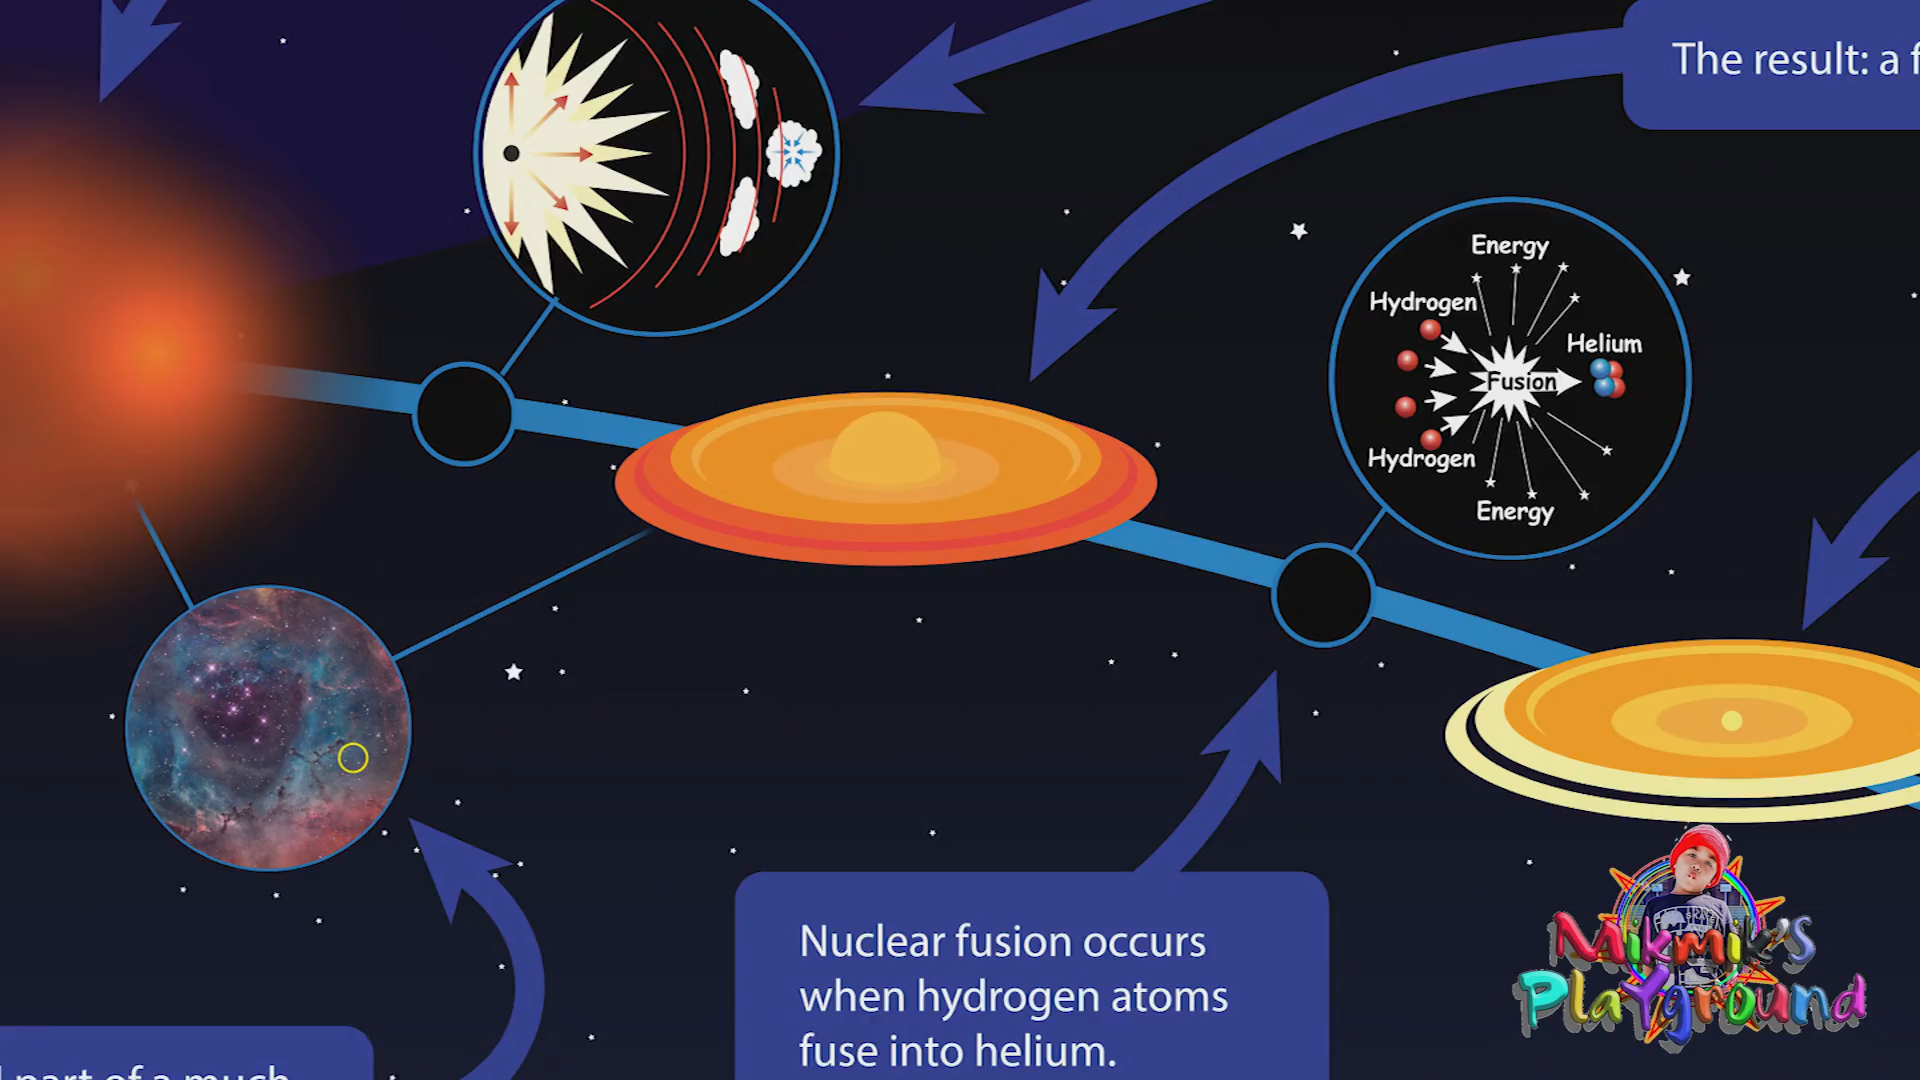 The result: a f
Energy
Hydrogen
Helium
Fusion
Hydrogen
Energy
Nuclear fusion occurs
when hydrogen atoms
fuse into helium.
part of a much
SKATE
Mikmik's
Playground